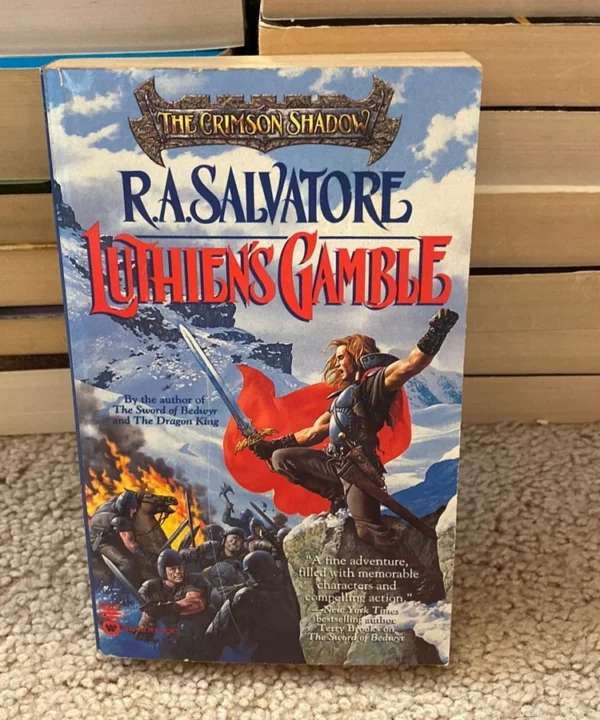 THE CRIMSON SHADOW
R.A.SALVATORE
LUTHIEN'S GAMBLE
By the author of
The Sword of Bedwyr
and The Dragon King
"A fine adventure,
filled with memorable
characters and
compelling action."
—New York Times
bestselling author
Terry Brooks on
The Sword of Bedwyr